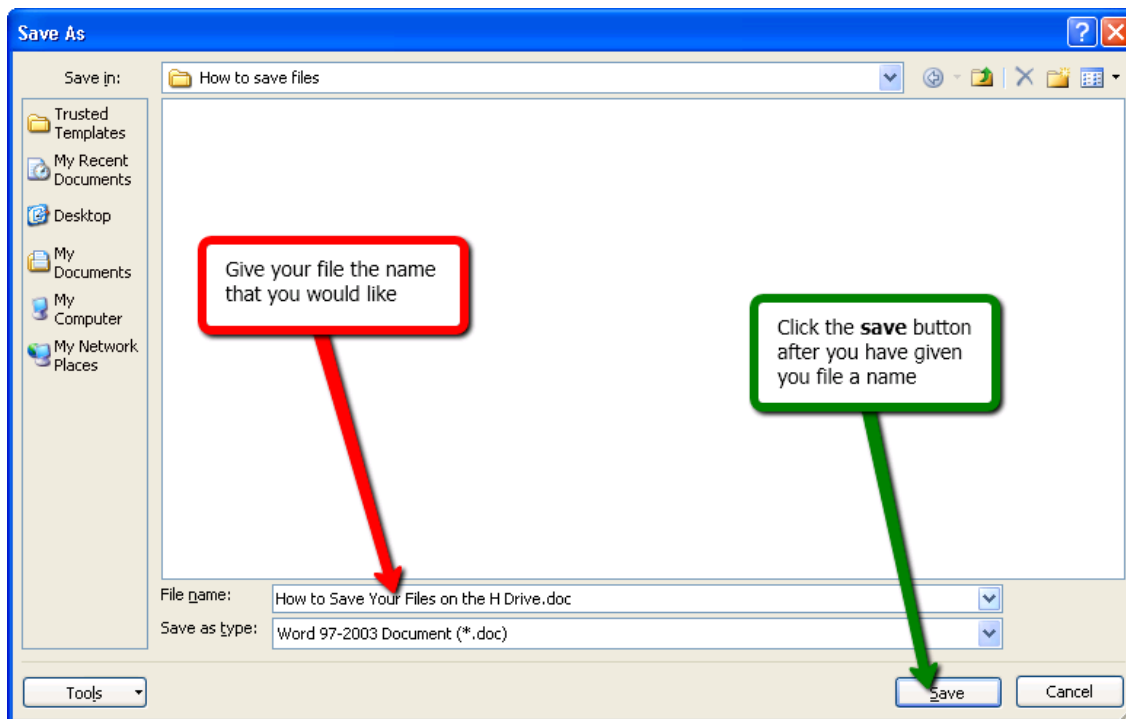 Save As
Save in:
How to save files
Trusted
Templates
My Recent
Documents
Desktop
My
Documents
My
Computer
My Network
Places
Give your file the name
that you would like
Click the save button
after you have given
you file a name
File name:
How to Save Your Files on the H Drive.doc
Save as type:
Word 97-2003 Document (*.doc)
Tools
Save
Cancel